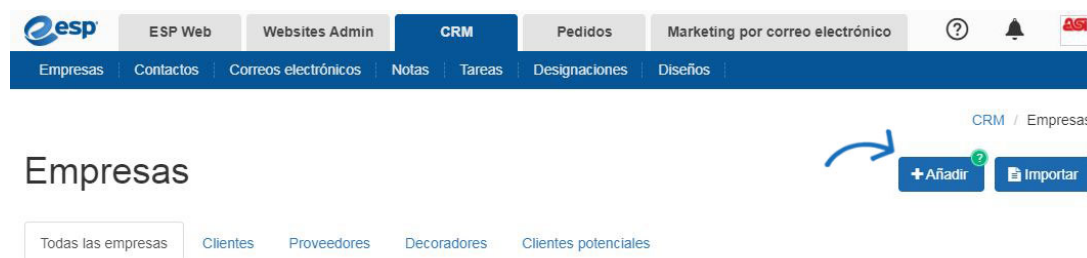 esp ESP Web Websites Admin CRM Pedidos Marketing por correo electrónico ?
Empresas Contactos Correos electrónicos Notas Tareas Designaciones Diseños
CRM / Empresas
Empresas
+ Añadir ? Importar
Todas las empresas Clientes Proveedores Decoradores Clientes potenciales